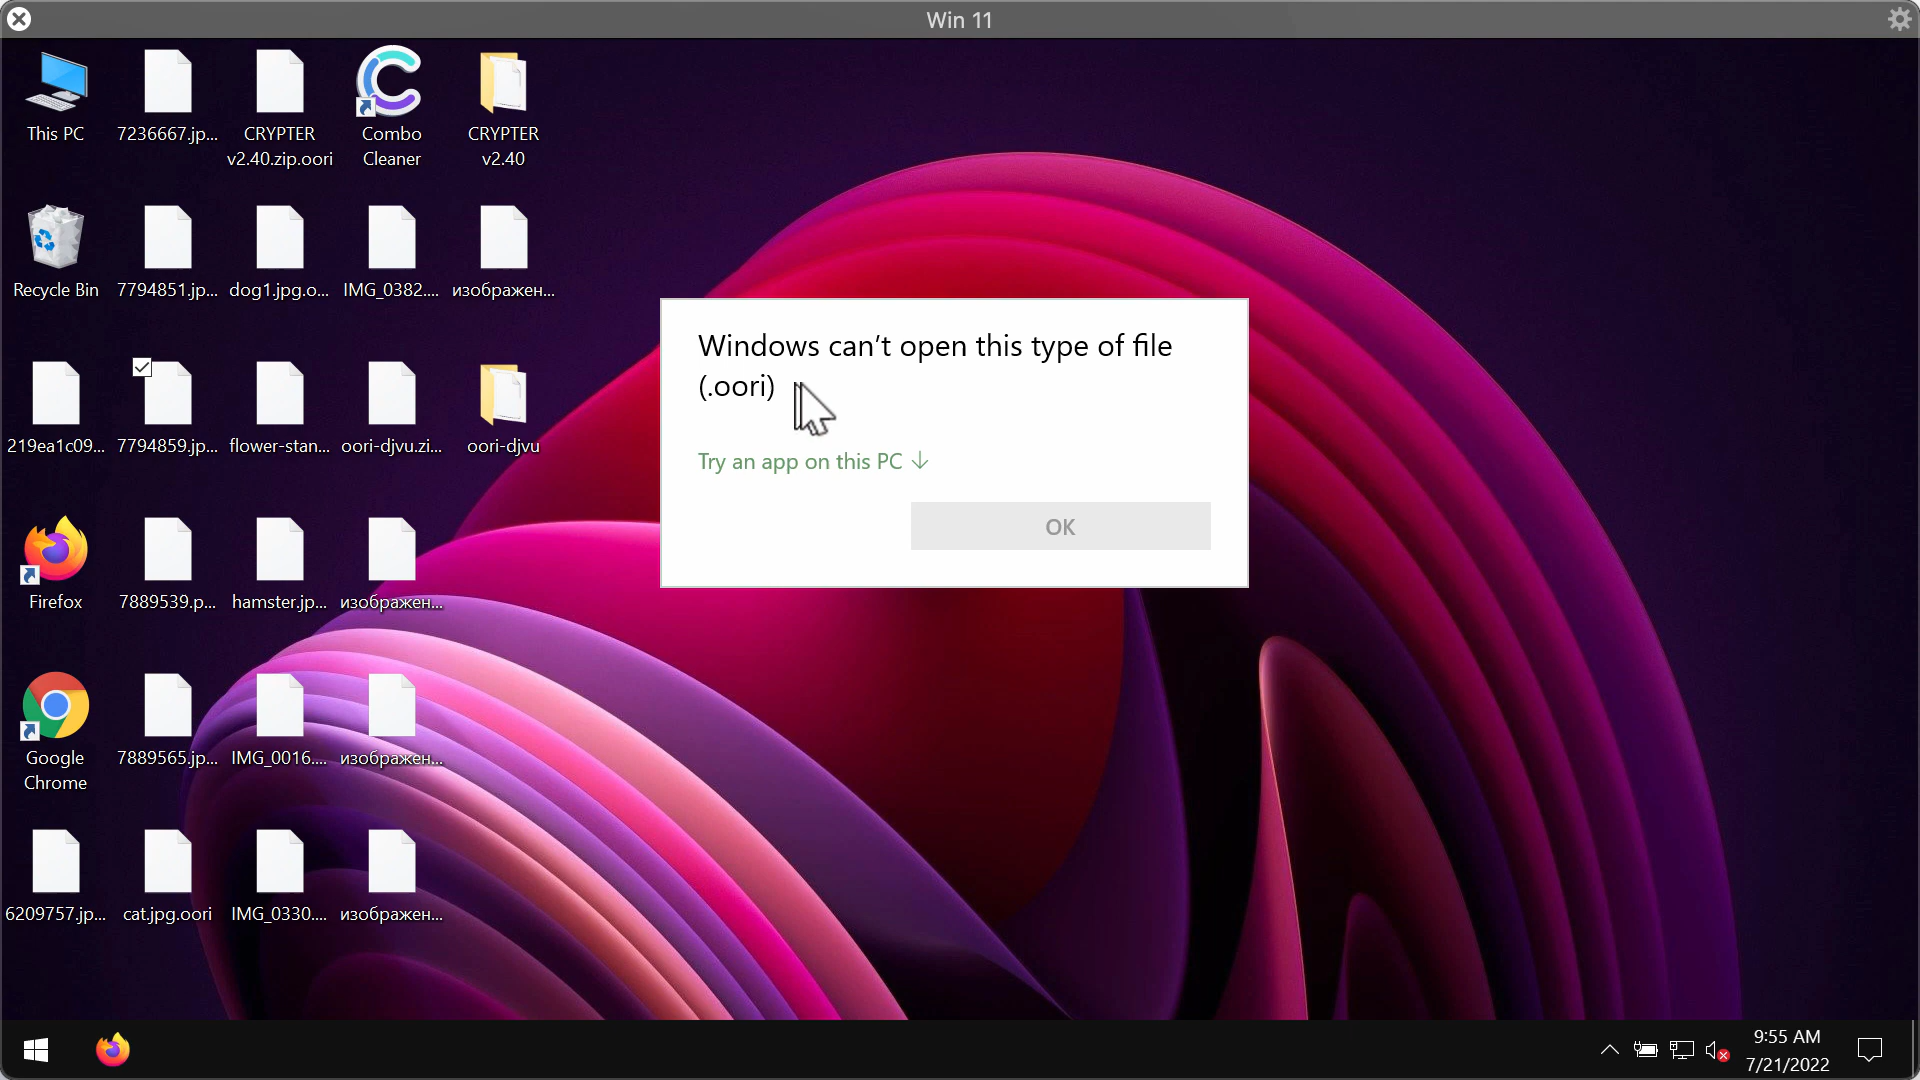 Win 11
This PC
7236667.jp...
CRYPTER
v2.40.zip.oori
Combo
Cleaner
CRYPTER
v2.40
Recycle Bin
7794851.jp...
dog1.jpg.o...
IMG_0382....
изображен...
219ea1c09...
7794859.jp...
flower-stan...
oori-djvu.zi...
oori-djvu
Firefox
7889539.p...
hamster.jp...
изображен...
Google
Chrome
7889565.jp...
IMG_0016....
изображен...
6209757.jp...
cat.jpg.oori
IMG_0330....
изображен...
Windows can't open this type of file
(.oori)
Try an app on this PC ↓
OK
9:55 AM
7/21/2022